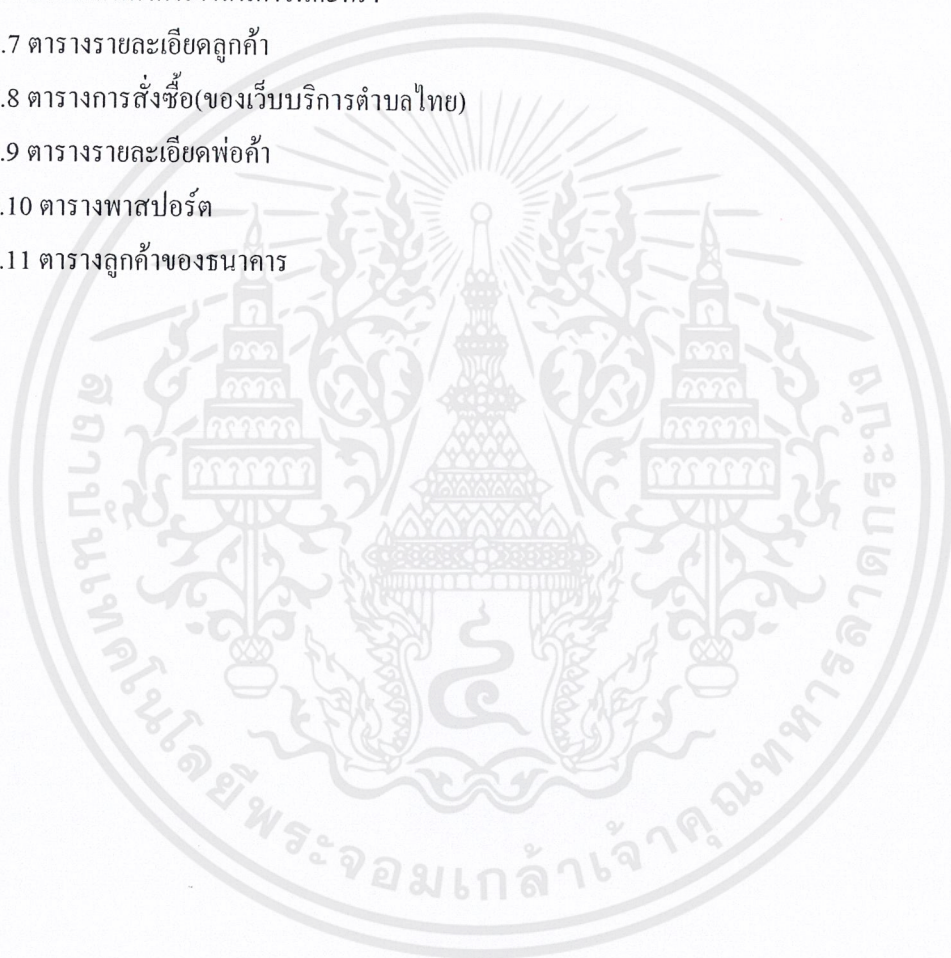 .7 ตารางรายละเอียดลูกค้า
.8 ตารางการสั่งซื้อ(ของเว็บบริการตำบลไทย)
.9 ตารางรายละเอียดพ่อค้า
.10 ตารางพาสปอร์ต
.11 ตารางลูกค้าของธนาคาร
สถาบันเทคโนโลยีพระจอมเกล้าเจ้าคุณทหารลาดกระบัง